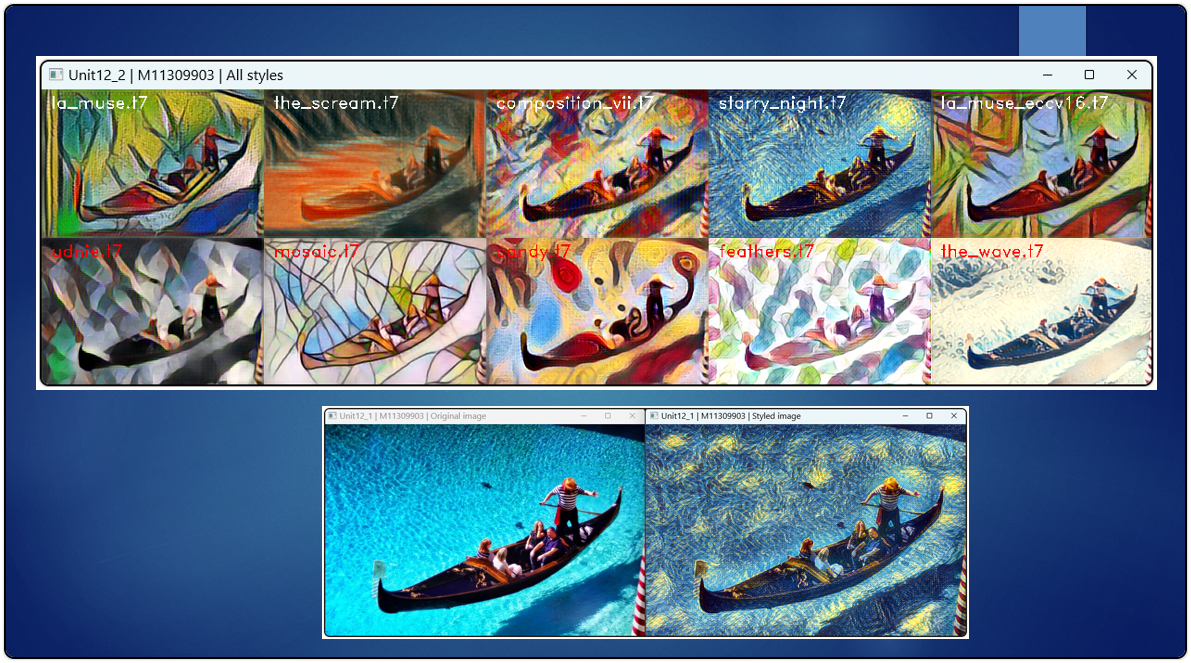 Unit12_2 | M11309903 | All styles
la_muse.t7
the_scream.t7
composition_vii.t7
starry_night.t7
la_muse_eccv16.t7
udnie.t7
mosaic.t7
candy.t7
feathers.t7
the_wave.t7
Unit12_1 | M11309903 | Original image
Unit12_1 | M11309903 | Styled image